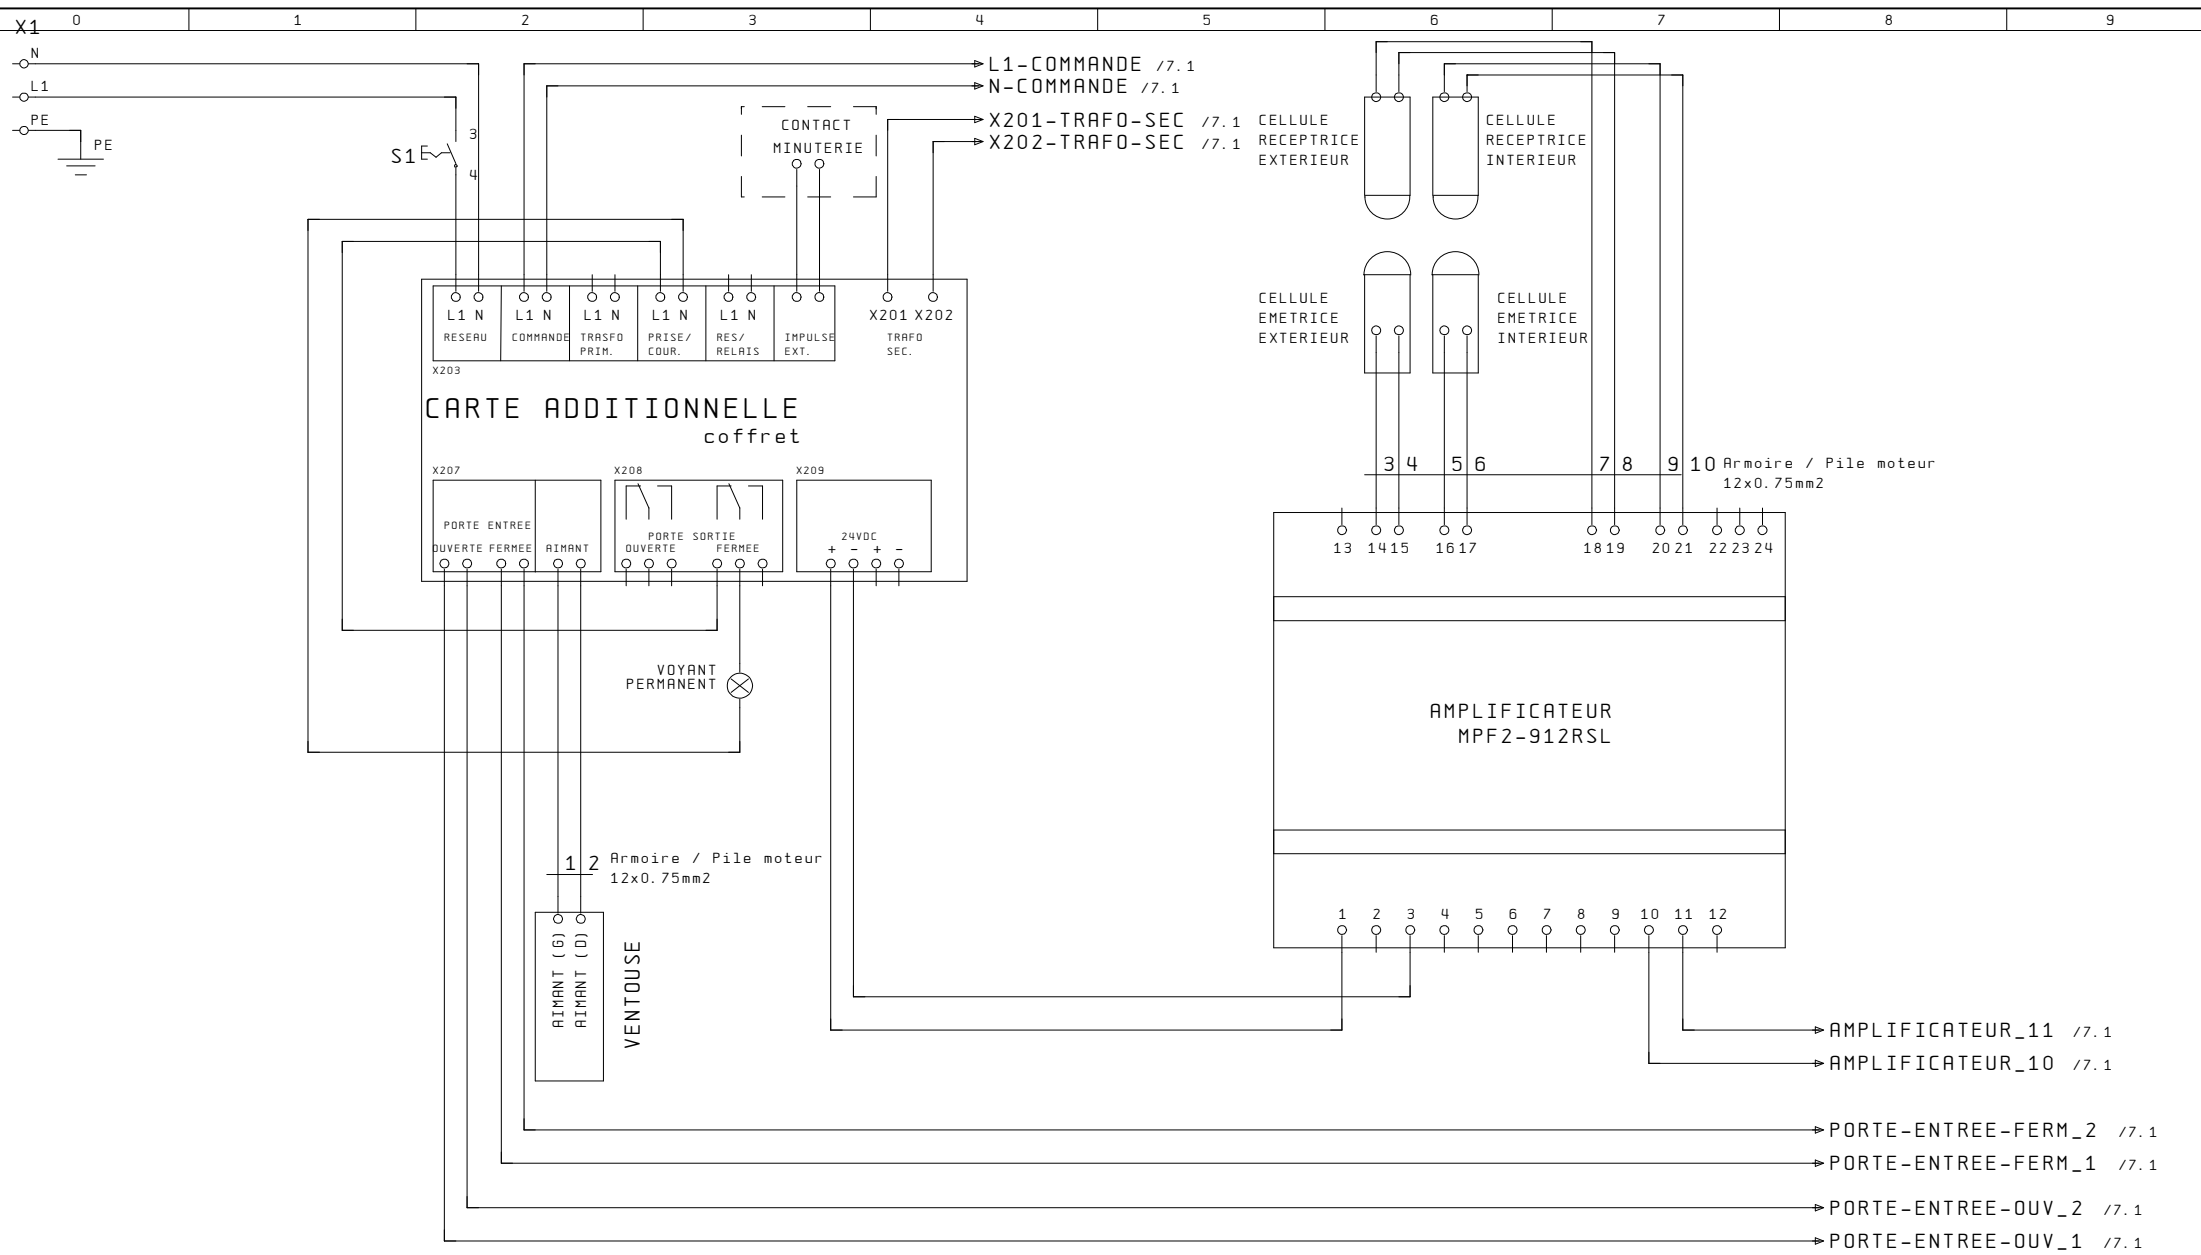 0 1 2 3 4 5 6 7 8 9
X1
N
L1
PE
PE
S1
3
4
L1-COMMANDE /7.1
N-COMMANDE /7.1
X201-TRAFO-SEC /7.1
X202-TRAFO-SEC /7.1
CONTACT
MINUTERIE
CELLULE
RECEPTRICE
EXTERIEUR
CELLULE
RECEPTRICE
INTERIEUR
CELLULE
EMETRICE
EXTERIEUR
CELLULE
EMETRICE
INTERIEUR
L1 N L1 N L1 N L1 N L1 N X201 X202
RESEAU
COMMANDE
TRASFO
PRIM.
PRISE/
COUR.
RES/
RELAIS
IMPULSE
EXT.
TRAFO
SEC.
X203
CARTE ADDITIONNELLE
coffret
X207 X208 X209
PORTE ENTREE
OUVERTE FERMEE AIMANT
PORTE SORTIE
OUVERTE FERMEE
24VDC
+ - + -
VOYANT
PERMANENT
1 2 Armoire / Pile moteur
12x0.75mm2
AIMANT (G)
AIMANT (D)
VENTOUSE
3 4 5 6 7 8 9 10 Armoire / Pile moteur
12x0.75mm2
13 14 15 16 17 18 19 20 21 22 23 24
AMPLIFICATEUR
MPF2-912RSL
1 2 3 4 5 6 7 8 9 10 11 12
AMPLIFICATEUR_11 /7.1
AMPLIFICATEUR_10 /7.1
PORTE-ENTREE-FERM_2 /7.1
PORTE-ENTREE-FERM_1 /7.1
PORTE-ENTREE-OUV_2 /7.1
PORTE-ENTREE-OUV_1 /7.1